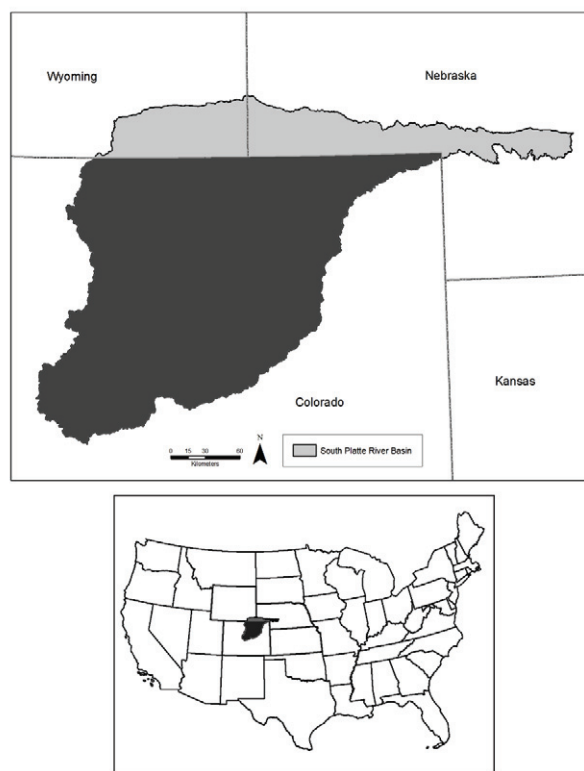 Wyoming
Nebraska
Kansas
Colorado
0 15 30 60
Kilometers
N
South Platte River Basin